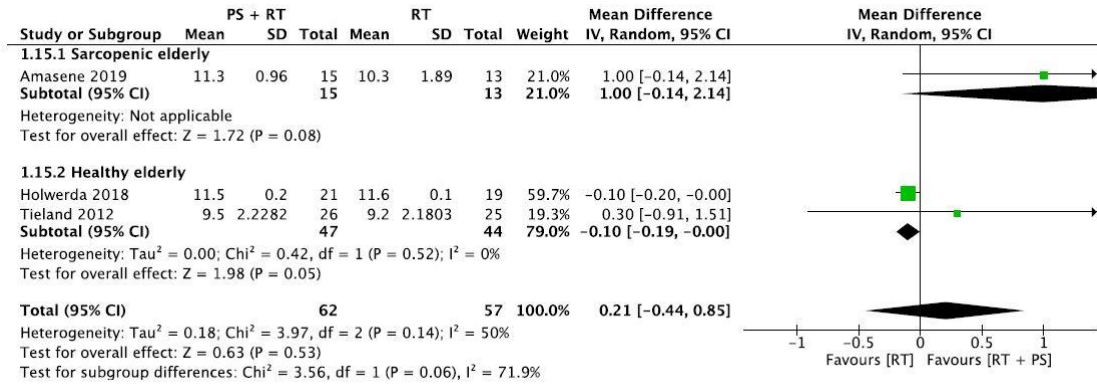 PS + RT RT Mean Difference Mean Difference
Study or Subgroup Mean SD Total Mean SD Total Weight IV, Random, 95% CI IV, Random, 95% CI
1.15.1 Sarcopenic elderly
Amasene 2019 11.3 0.96 15 10.3 1.89 13 21.0% 1.00 [-0.14, 2.14]
Subtotal (95% CI) 15 13 21.0% 1.00 [-0.14, 2.14]
Heterogeneity: Not applicable
Test for overall effect: Z = 1.72 (P = 0.08)
1.15.2 Healthy elderly
Holwerda 2018 11.5 0.2 21 11.6 0.1 19 59.7% -0.10 [-0.20, -0.00]
Tieland 2012 9.5 2.2282 26 9.2 2.1803 25 19.3% 0.30 [-0.91, 1.51]
Subtotal (95% CI) 47 44 79.0% -0.10 [-0.19, -0.00]
Heterogeneity: Tau² = 0.00; Chi² = 0.42, df = 1 (P = 0.52); I² = 0%
Test for overall effect: Z = 1.98 (P = 0.05)
Total (95% CI) 62 57 100.0% 0.21 [-0.44, 0.85]
Heterogeneity: Tau² = 0.18; Chi² = 3.97, df = 2 (P = 0.14); I² = 50%
Test for overall effect: Z = 0.63 (P = 0.53)
Test for subgroup differences: Chi² = 3.56, df = 1 (P = 0.06), I² = 71.9%
-1 -0.5 0 0.5 1
Favours [RT] Favours [RT + PS]